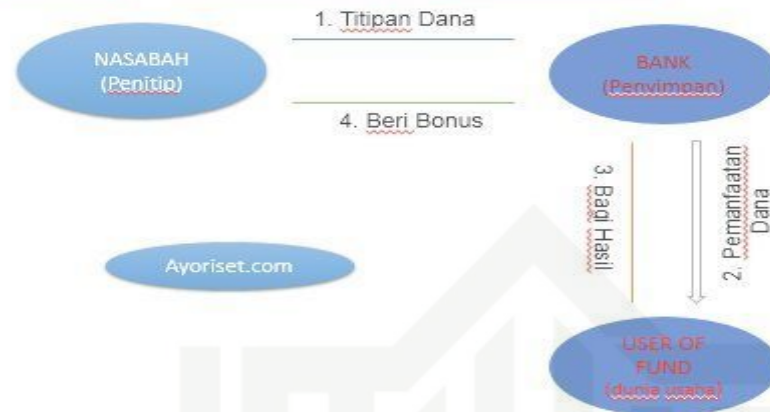 1. Titipan Dana
NASABAH
(Penitip)
BANK
(Penyimpan)
4. Beri Bonus
3. Bagi Hasil
2. Pemanfaatan
Dana
Ayoriset.com
USER OF
FUND
(dunia usaha)